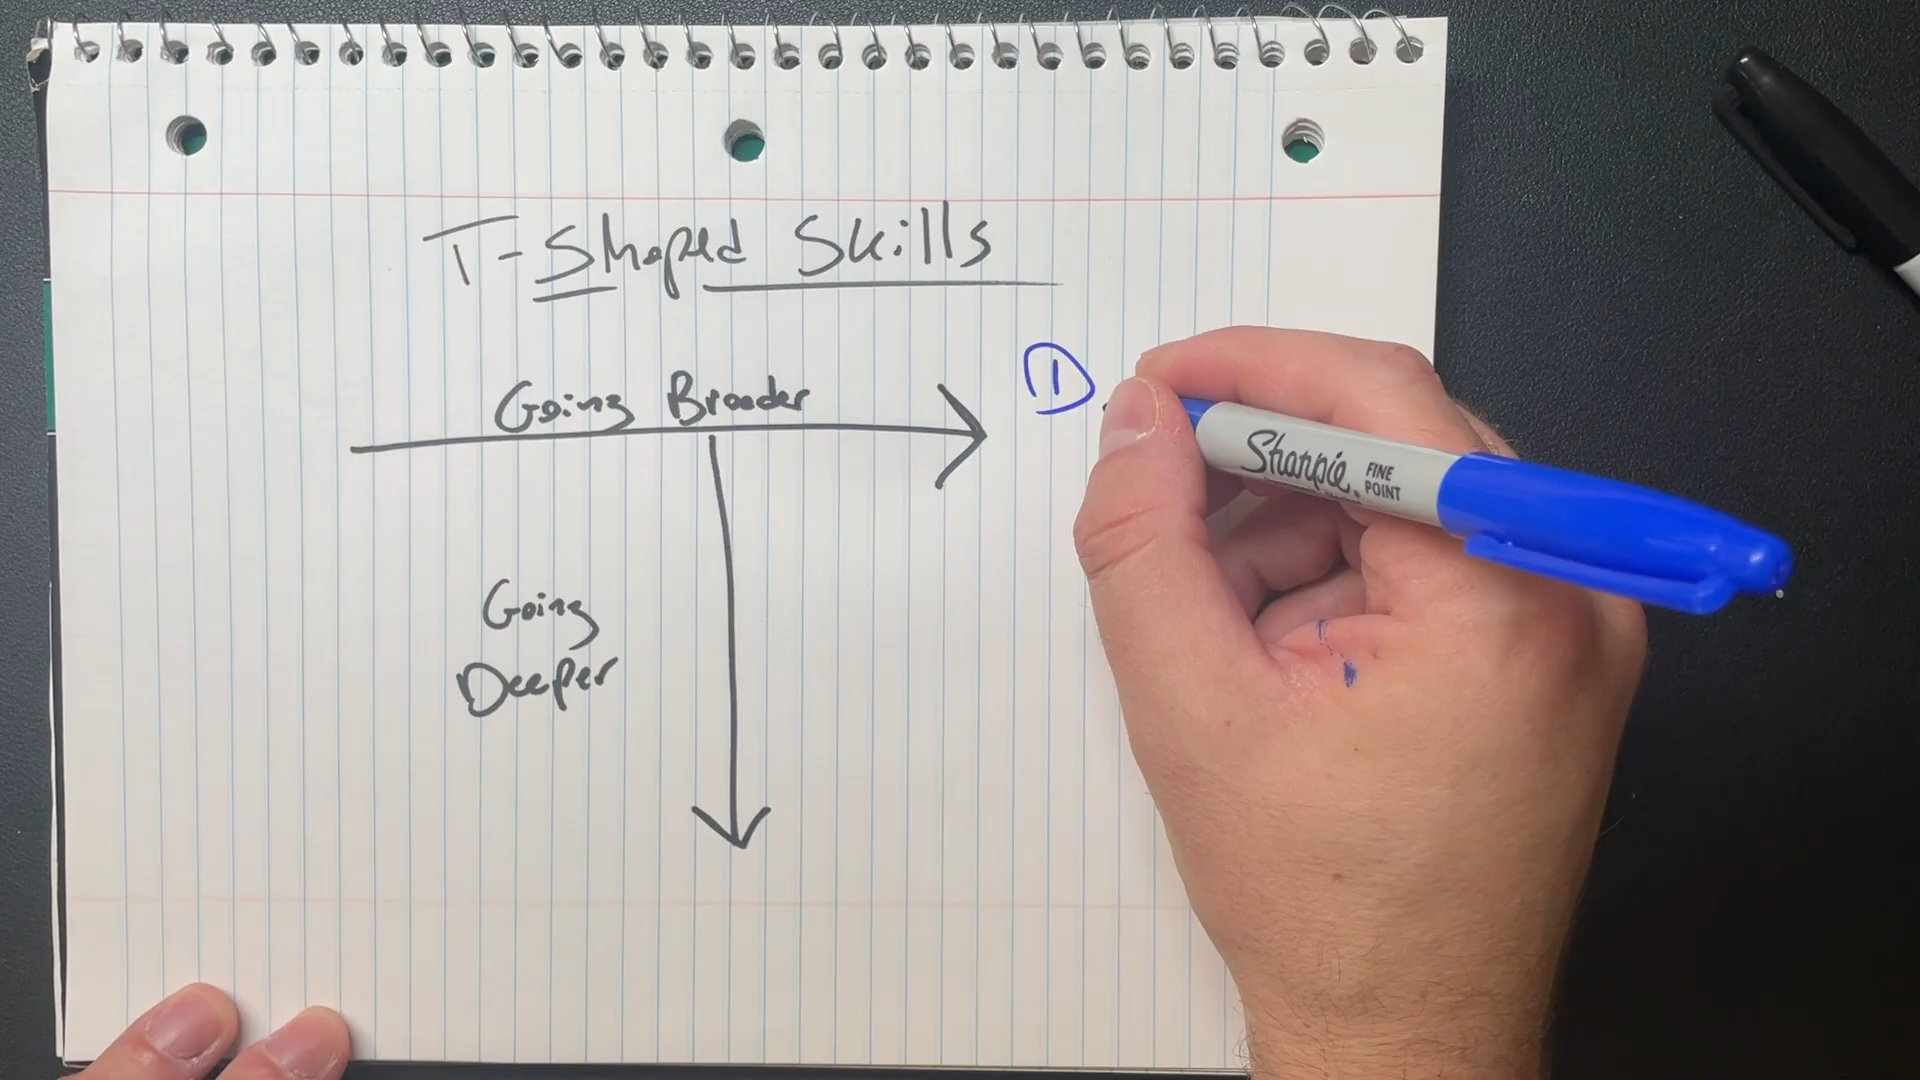 T-Shaped Skills
Going Broader
1
Going
Deeper
Sharpie.
FINE
POINT